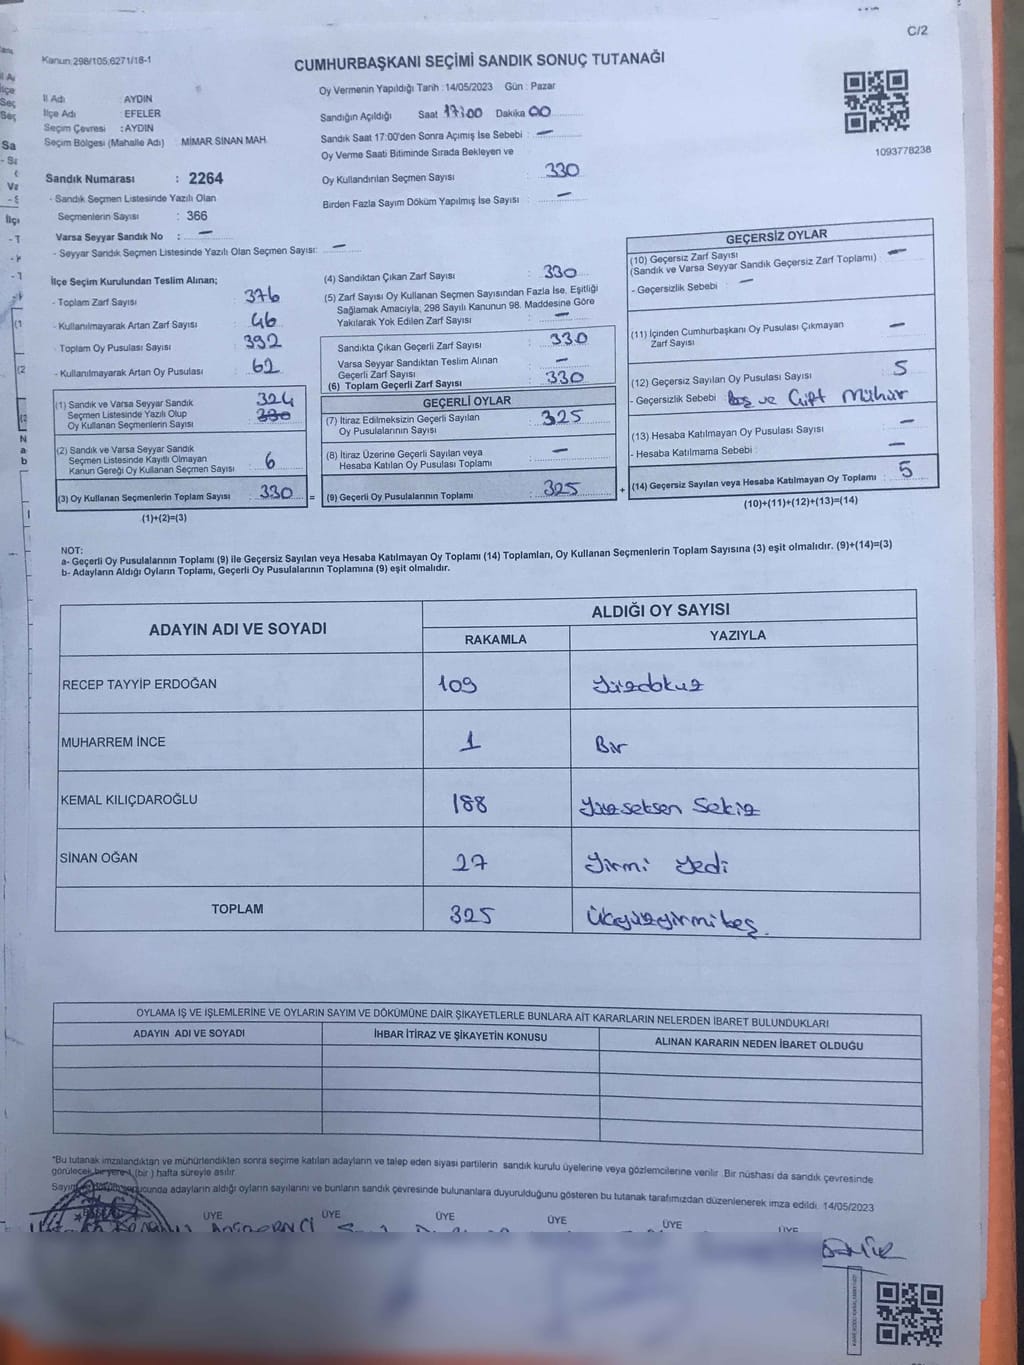 C/2
Kanun:298/105;6271/18-1
CUMHURBAŞKANI SEÇİMİ SANDIK SONUÇ TUTANAĞI
İl Adı : AYDIN
İlçe Adı : EFELER
Seçim Çevresi : AYDIN
Seçim Bölgesi (Mahalle Adı) : MİMAR SİNAN MAH.
Sandık Numarası : 2264
- Sandık Seçmen Listesinde Yazılı Olan
Seçmenlerin Sayısı : 366
Varsa Seyyar Sandık No : —
- Seyyar Sandık Seçmen Listesinde Yazılı Olan Seçmen Sayısı: —
Oy Vermenin Yapıldığı Tarih : 14/05/2023 Gün : Pazar
Sandığın Açıldığı Saat 17:00 Dakika 00
Sandık Saat 17:00'den Sonra Açımış İse Sebebi : —
Oy Verme Saati Bitiminde Sırada Bekleyen ve
Oy Kullandırılan Seçmen Sayısı : 330
Birden Fazla Sayım Döküm Yapılmış İse Sayısı : —
1093778238
İlçe Seçim Kurulundan Teslim Alınan;
- Toplam Zarf Sayısı : 376
- Kullanılmayarak Artan Zarf Sayısı : 46
- Toplam Oy Pusulası Sayısı : 392
- Kullanılmayarak Artan Oy Pusulası : 62
(1) Sandık ve Varsa Seyyar Sandık 324
Seçmen Listesinde Yazılı Olup 330
Oy Kullanan Seçmenlerin Sayısı
(2) Sandık ve Varsa Seyyar Sandık
Seçmen Listesinde Kayıtlı Olmayan
Kanun Gereği Oy Kullanan Seçmen Sayısı : 6
(3) Oy Kullanan Seçmenlerin Toplam Sayısı : 330 =
(1)+(2)=(3)
(4) Sandıktan Çıkan Zarf Sayısı : 330
(5) Zarf Sayısı Oy Kullanan Seçmen Sayısından Fazla İse, Eşitliği
Sağlamak Amacıyla, 298 Sayılı Kanunun 98. Maddesine Göre
Yakılarak Yok Edilen Zarf Sayısı : —
Sandıkta Çıkan Geçerli Zarf Sayısı : 330
Varsa Seyyar Sandıktan Teslim Alınan
Geçerli Zarf Sayısı : —
(6) Toplam Geçerli Zarf Sayısı : 330
GEÇERLİ OYLAR
(7) İtiraz Edilmeksizin Geçerli Sayılan
Oy Pusulalarının Sayısı : 325
(8) İtiraz Üzerine Geçerli Sayılan veya
Hesaba Katılan Oy Pusulası Toplamı : —
(9) Geçerli Oy Pusulalarının Toplamı : 325 +
GEÇERSİZ OYLAR
(10) Geçersiz Zarf Sayısı
(Sandık ve Varsa Seyyar Sandık Geçersiz Zarf Toplamı) : —
- Geçersizlik Sebebi : —
(11) İçinden Cumhurbaşkanı Oy Pusulası Çıkmayan
Zarf Sayısı : —
(12) Geçersiz Sayılan Oy Pusulası Sayısı : 5
- Geçersizlik Sebebi : Boş ve Çift Mühür
(13) Hesaba Katılmayan Oy Pusulası Sayısı : —
- Hesaba Katılmama Sebebi : —
(14) Geçersiz Sayılan veya Hesaba Katılmayan Oy Toplamı : 5
(10)+(11)+(12)+(13)=(14)
NOT:
a- Geçerli Oy Pusulalarının Toplamı (9) ile Geçersiz Sayılan veya Hesaba Katılmayan Oy Toplamı (14) Toplamları, Oy Kullanan Seçmenlerin Toplam Sayısına (3) eşit olmalıdır. (9)+(14)=(3)
b- Adayların Aldığı Oyların Toplamı, Geçerli Oy Pusulalarının Toplamına (9) eşit olmalıdır.
ADAYIN ADI VE SOYADI
ALDIĞI OY SAYISI
RAKAMLA YAZIYLA
RECEP TAYYİP ERDOĞAN 109 Yüzdokuz
MUHARREM İNCE 1 Bir
KEMAL KILIÇDAROĞLU 188 Yüzseksen Sekiz
SİNAN OĞAN 27 Yirmi Yedi
TOPLAM 325 Üçyüzyirmibeş.
OYLAMA İŞ VE İŞLEMLERİNE VE OYLARIN SAYIM VE DÖKÜMÜNE DAİR ŞİKAYETLERLE BUNLARA AİT KARARLARIN NELERDEN İBARET BULUNDUKLARI
ADAYIN ADI VE SOYADI İHBAR İTİRAZ VE ŞİKAYETİN KONUSU ALINAN KARARIN NEDEN İBARET OLDUĞU
*Bu tutanak imzalandıktan ve mühürlendikten sonra seçime katılan adayların ve talep eden siyasi partilerin sandık kurulu üyelerine veya gözlemcilerine verilir. Bir nüshası da sandık çevresinde
görülecek bir yere 1 (bir) hafta süreyle asılır.
Sayım sonucunda adayların aldığı oyların sayılarını ve bunların sandık çevresinde bulunanlara duyurulduğunu gösteren bu tutanak tarafımızdan düzenlenerek imza edildi. 14/05/2023
ÜYE ÜYE ÜYE ÜYE ÜYE ÜYE